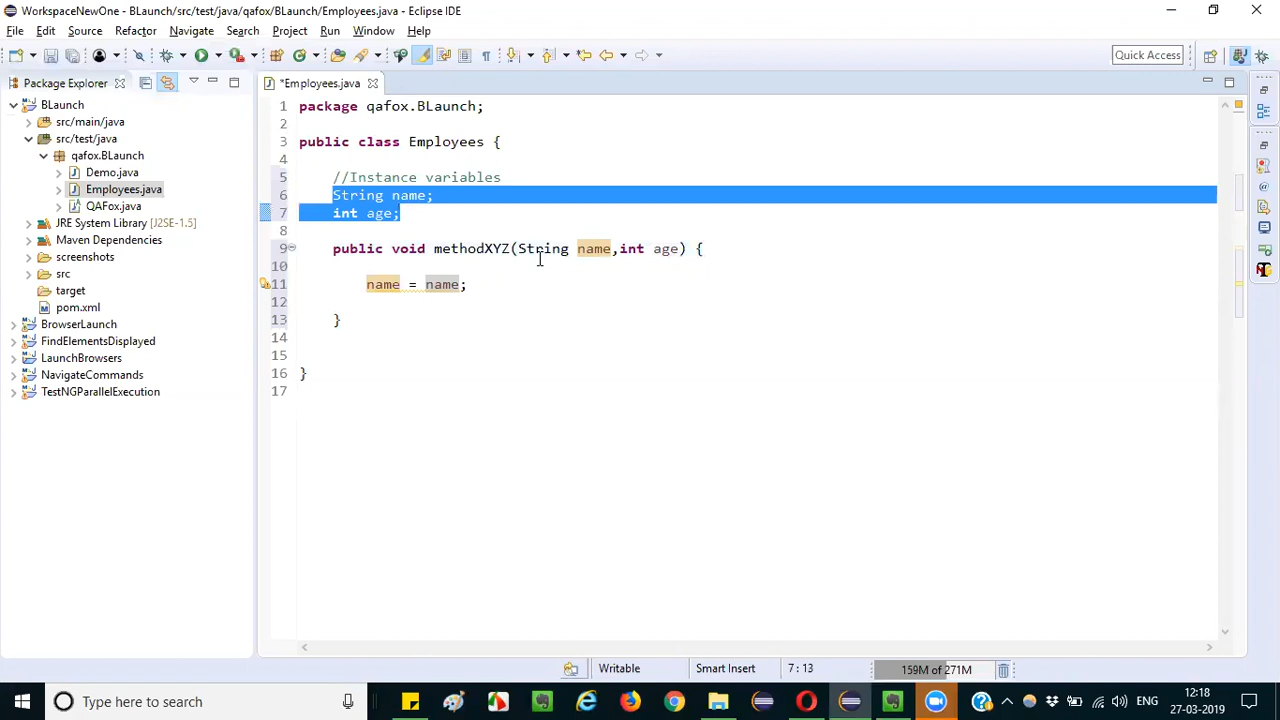 WorkspaceNewOne - BLaunch/src/test/java/qafox/BLaunch/Employees.java - Eclipse IDE
File Edit Source Refactor Navigate Search Project Run Window Help
Quick Access
Package Explorer
BLaunch
src/main/java
src/test/java
qafox.BLaunch
Demo.java
Employees.java
QAFox.java
JRE System Library [J2SE-1.5]
Maven Dependencies
screenshots
src
target
pom.xml
BrowserLaunch
FindElementsDisplayed
LaunchBrowsers
NavigateCommands
TestNGParallelExecution
*Employees.java
1 package qafox.BLaunch;
2
3 public class Employees {
4
5 //Instance variables
6 String name;
7 int age;
8
9 public void methodXYZ(String name,int age) {
10
11 name = name;
12
13 }
14
15
16 }
17
Writable Smart Insert 7 : 13 159M of 271M
Type here to search
ENG
12:18
27-03-2019